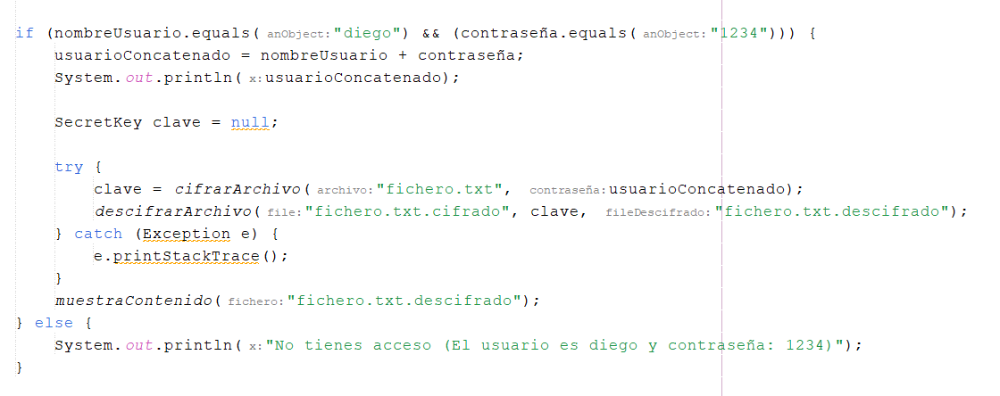 if (nombreUsuario.equals( anObject: "diego") && (contraseña.equals( anObject: "1234"))) {
    usuarioConcatenado = nombreUsuario + contraseña;
    System.out.println( x: usuarioConcatenado);
    SecretKey clave = null;
    try {
        clave = cifrarArchivo( archivo: "fichero.txt",  contraseña: usuarioConcatenado);
        descifrarArchivo( file: "fichero.txt.cifrado", clave,  fileDescifrado: "fichero.txt.descifrado");
    } catch (Exception e) {
        e.printStackTrace();
    }
    muestraContenido( fichero: "fichero.txt.descifrado");
} else {
    System.out.println( x: "No tienes acceso (El usuario es diego y contraseña: 1234)");
}